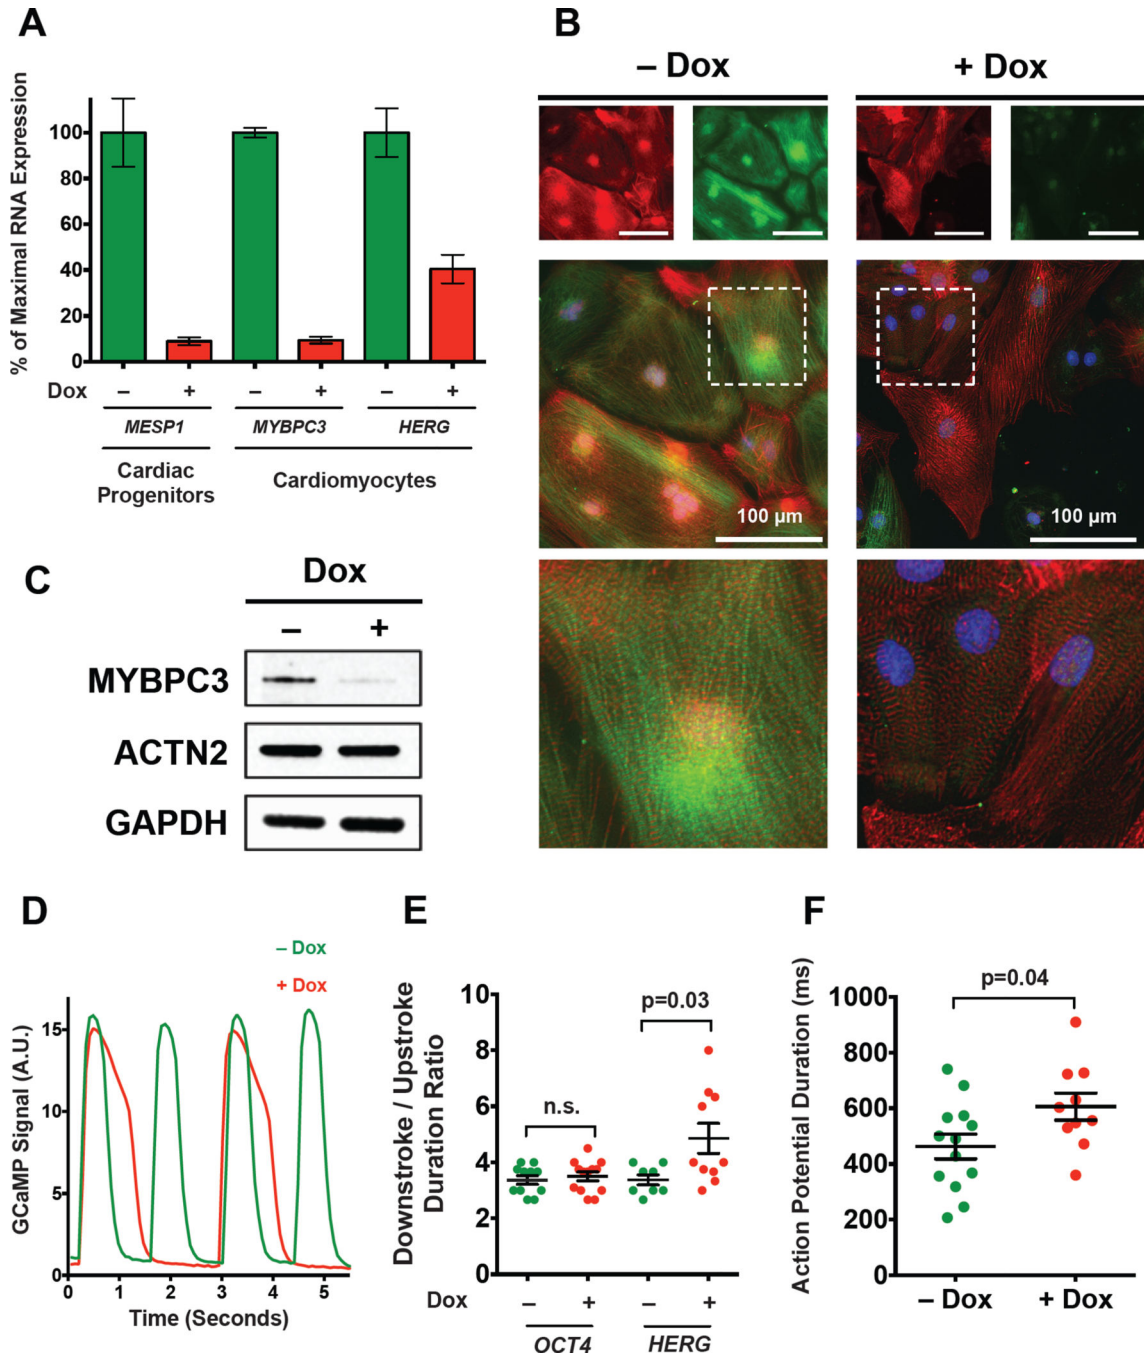 A
% of Maximal RNA Expression
100
80
60
40
20
0
Dox
– + – + – +
MESP1 MYBPC3 HERG
Cardiac
Progenitors
Cardiomyocytes
B
– Dox + Dox
100 µm 100 µm
C
Dox
– +
MYBPC3
ACTN2
GAPDH
D
– Dox
+ Dox
GCaMP Signal (A.U.)
15
10
5
0
0 1 2 3 4 5
Time (Seconds)
E
Downstroke / Upstroke
Duration Ratio
10
8
6
4
2
0
n.s.
p=0.03
Dox – + – +
OCT4 HERG
F
Action Potential Duration (ms)
1000
800
600
400
200
0
p=0.04
– Dox + Dox